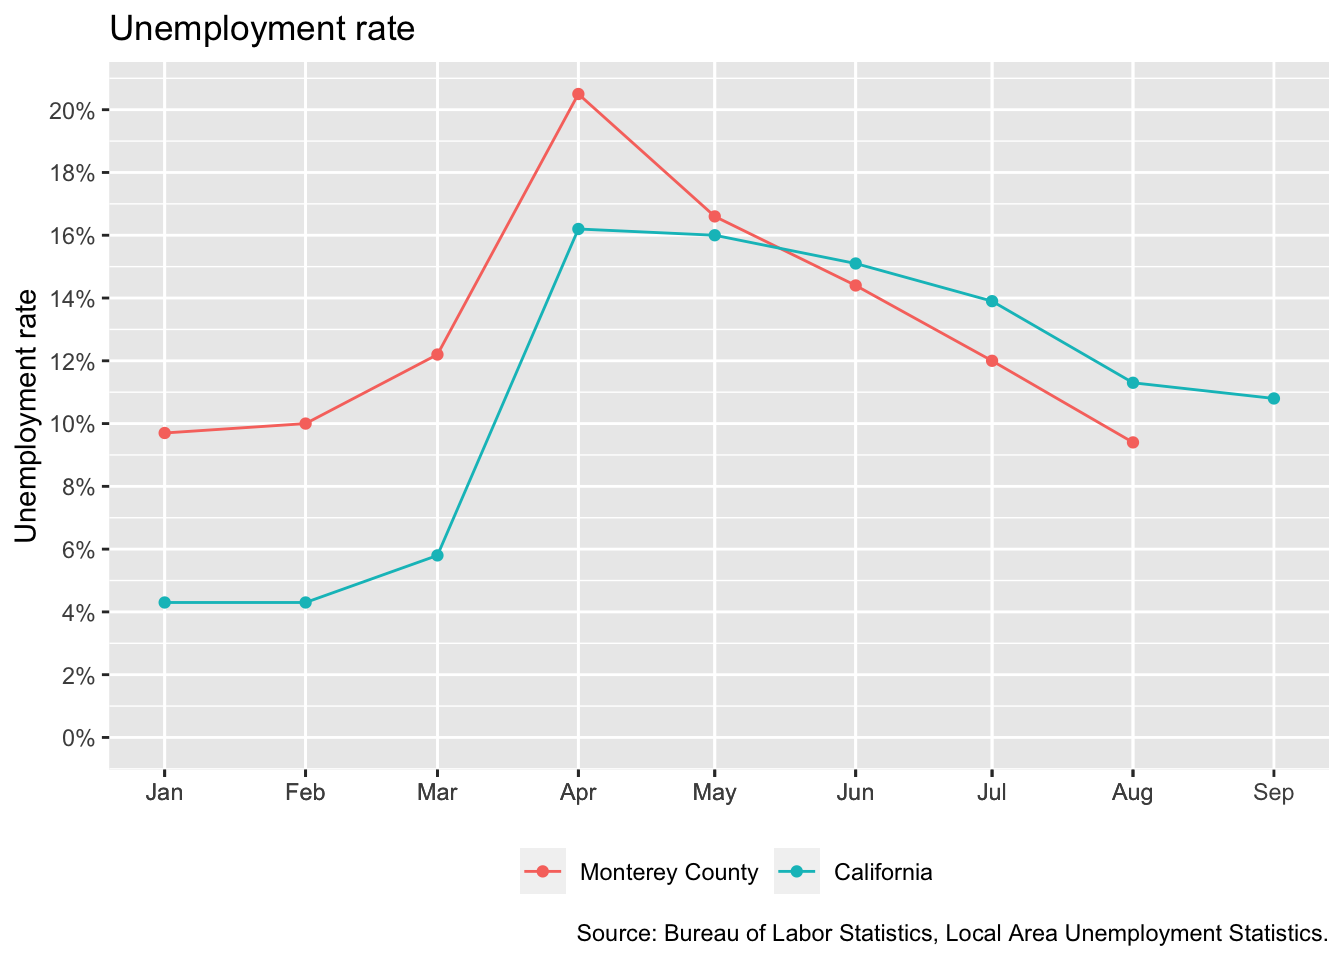 Unemployment rate
Unemployment rate
20%
18%
16%
14%
12%
10%
8%
6%
4%
2%
0%
Jan Feb Mar Apr May Jun Jul Aug Sep
Monterey County California
Source: Bureau of Labor Statistics, Local Area Unemployment Statistics.